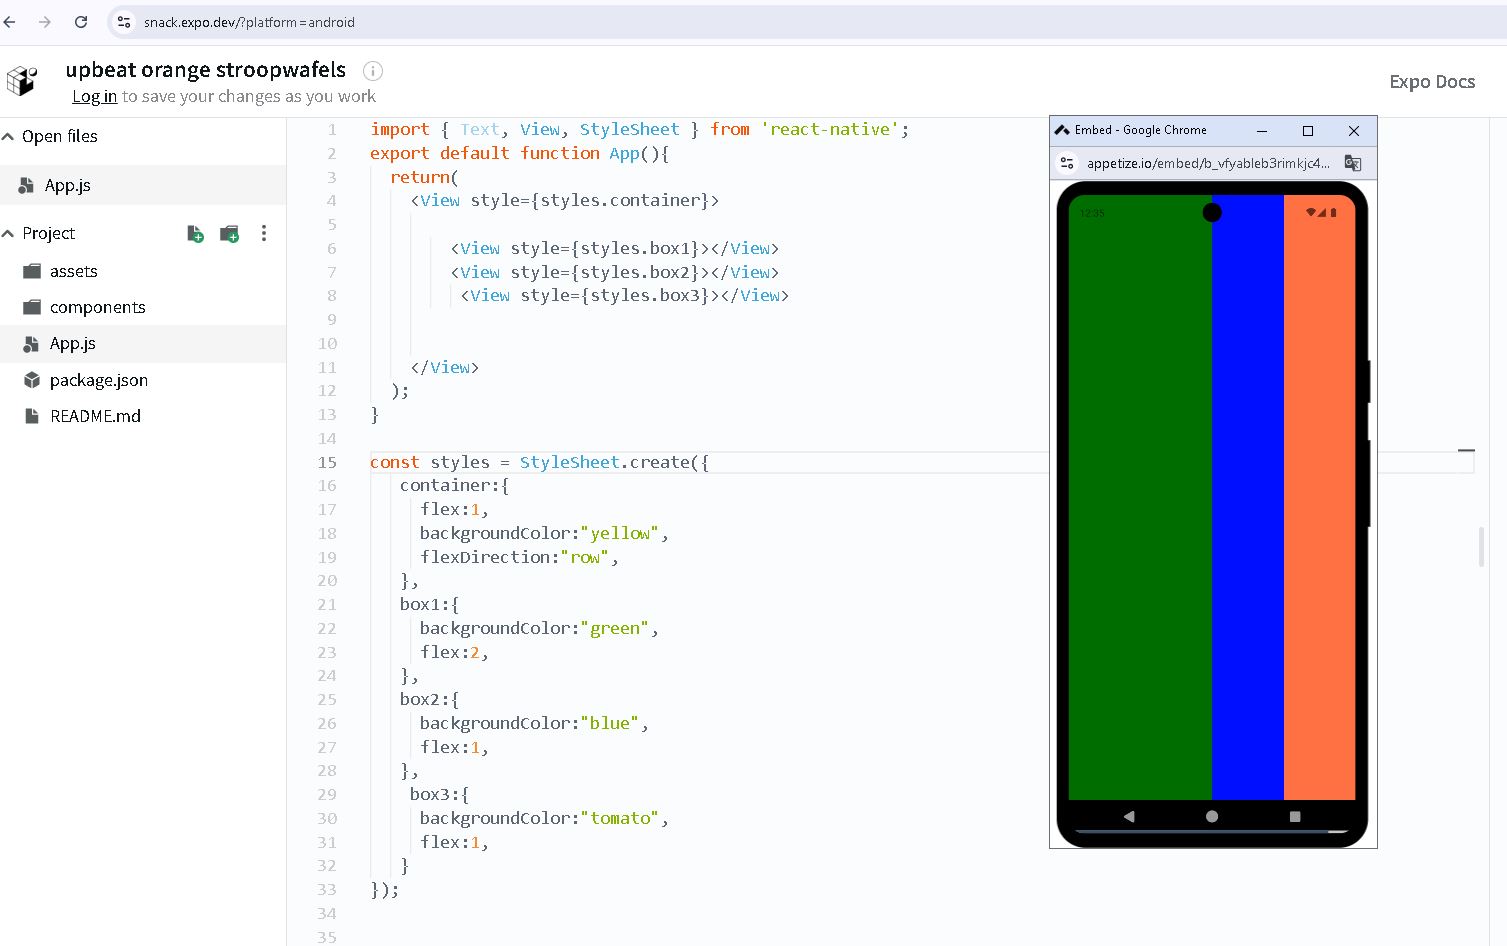 snack.expo.dev/?platform=android
upbeat orange stroopwafels
Log in to save your changes as you work
Expo Docs
Open files
App.js
Project
assets
components
App.js
package.json
README.md
1 import { Text, View, StyleSheet } from 'react-native';
2 export default function App(){
3 return(
4 <View style={styles.container}>
5
6 <View style={styles.box1}></View>
7 <View style={styles.box2}></View>
8 <View style={styles.box3}></View>
9
10
11 </View>
12 );
13 }
14
15 const styles = StyleSheet.create({
16 container:{
17 flex:1,
18 backgroundColor:"yellow",
19 flexDirection:"row",
20 },
21 box1:{
22 backgroundColor:"green",
23 flex:2,
24 },
25 box2:{
26 backgroundColor:"blue",
27 flex:1,
28 },
29 box3:{
30 backgroundColor:"tomato",
31 flex:1,
32 }
33 });
34
35
Embed - Google Chrome
appetize.io/embed/b_vfyableb3rimkjc4...
12:35